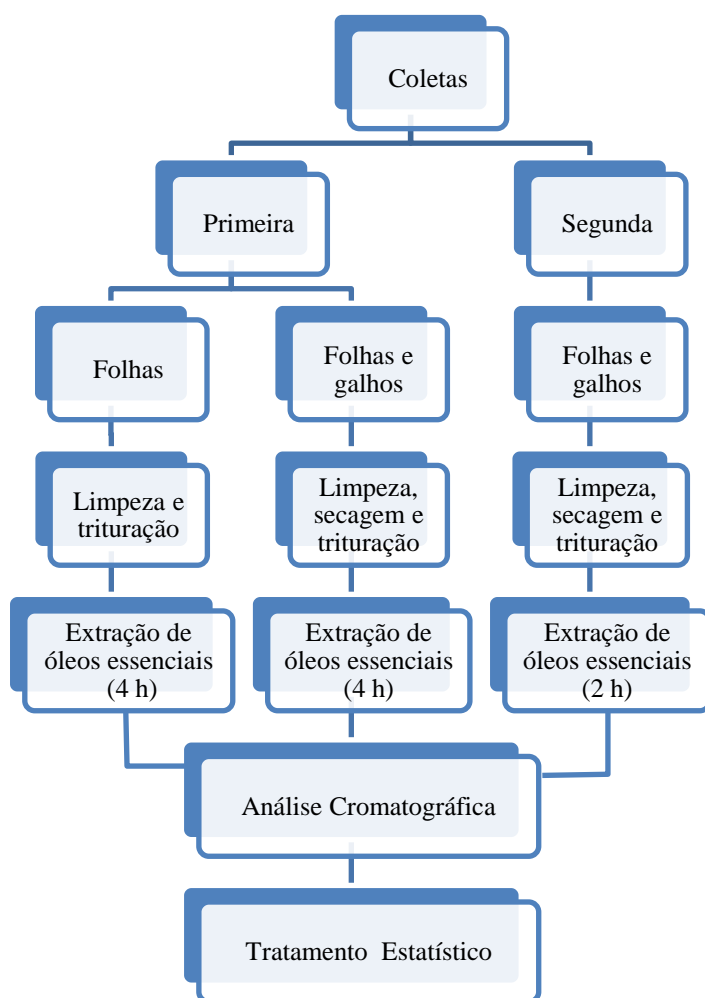 Coletas
Primeira
Segunda
Folhas
Folhas e
galhos
Folhas e
galhos
Limpeza e
trituração
Limpeza,
secagem e
trituração
Limpeza,
secagem e
trituração
Extração de
óleos essenciais
(4 h)
Extração de
óleos essenciais
(4 h)
Extração de
óleos essenciais
(2 h)
Análise Cromatográfica
Tratamento Estatístico